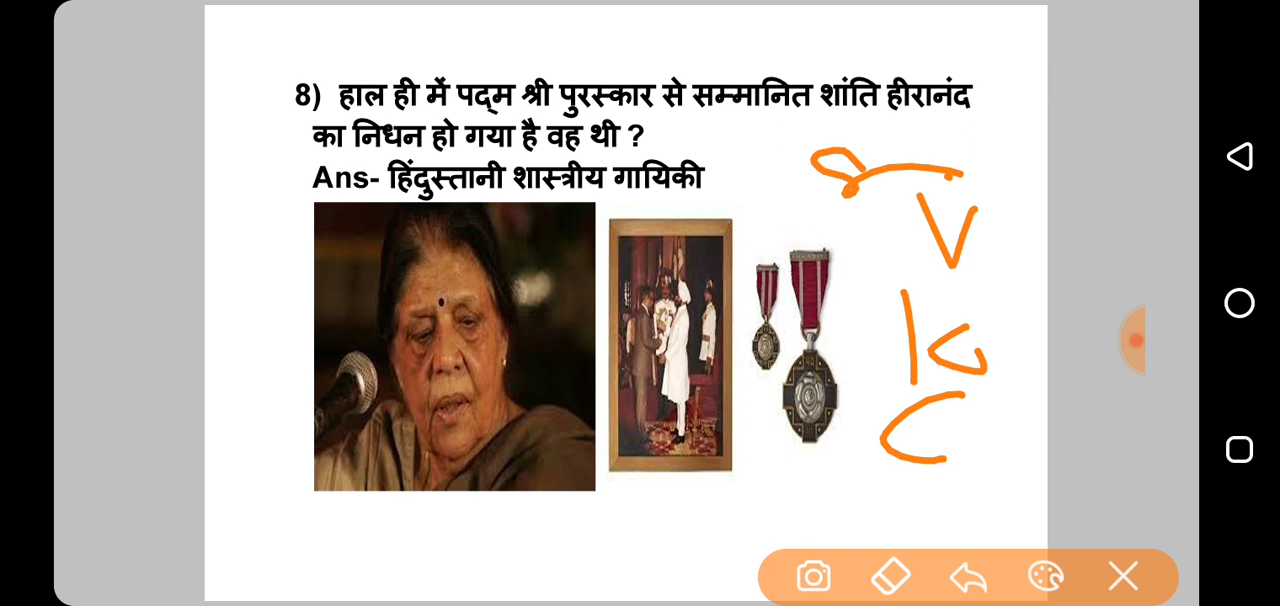 8) हाल ही में पद्म श्री पुरस्कार से सम्मानित शांति हीरानंद
का निधन हो गया है वह थी ?
Ans- हिंदुस्तानी शास्त्रीय गायिकी
V
K
C